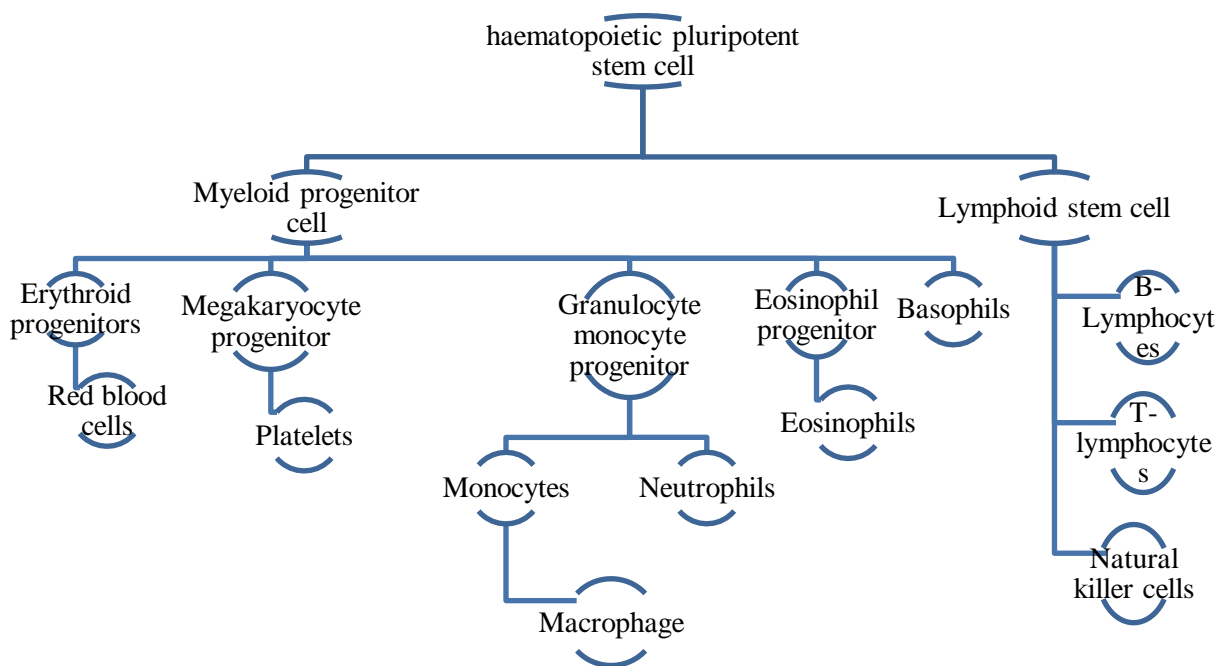 haematopoietic pluripotent
stem cell
Myeloid progenitor
cell
Lymphoid stem cell
Erythroid
progenitors
Red blood
cells
Megakaryocyte
progenitor
Platelets
Granulocyte
monocyte
progenitor
Monocytes
Macrophage
Neutrophils
Eosinophil
progenitor
Eosinophils
Basophils
B-
Lymphocyt
es
T-
lymphocyte
s
Natural
killer cells